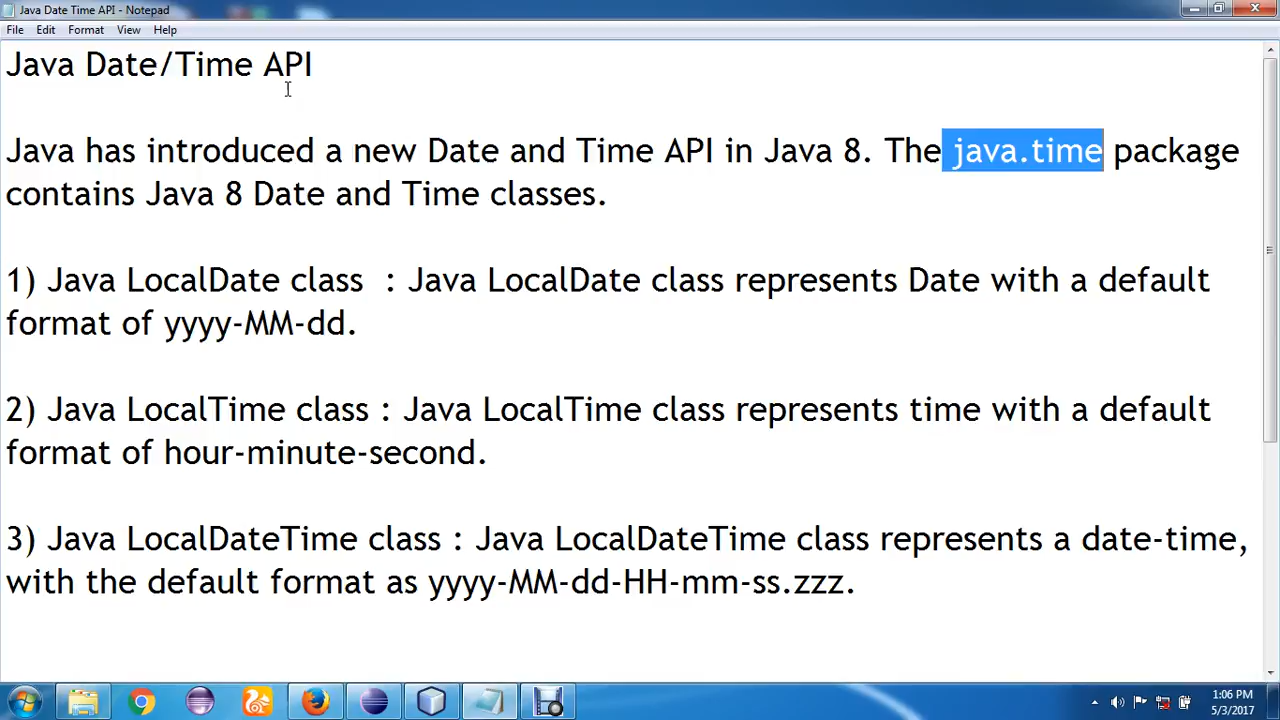 Java Date Time API - Notepad
File Edit Format View Help
Java Date/Time API
Java has introduced a new Date and Time API in Java 8. The java.time package
contains Java 8 Date and Time classes.
1) Java LocalDate class  : Java LocalDate class represents Date with a default
format of yyyy-MM-dd.
2) Java LocalTime class : Java LocalTime class represents time with a default
format of hour-minute-second.
3) Java LocalDateTime class : Java LocalDateTime class represents a date-time,
with the default format as yyyy-MM-dd-HH-mm-ss.zzz.
1:06 PM
5/3/2017